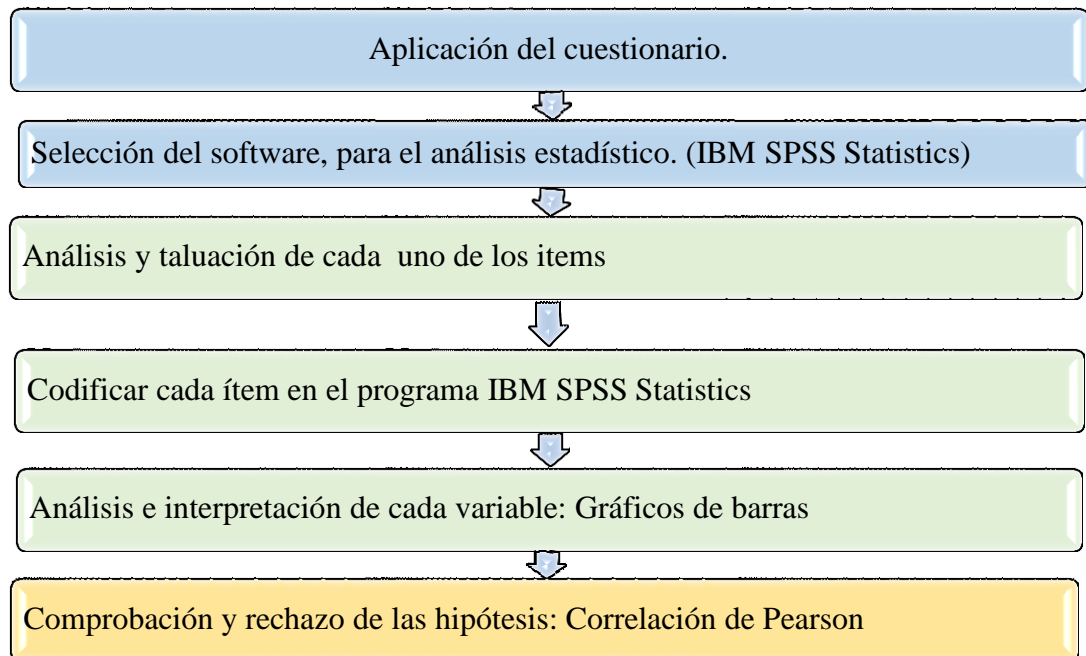 Aplicación del cuestionario.
Selección del software, para el análisis estadístico. (IBM SPSS Statistics)
Análisis y taluación de cada uno de los items
Codificar cada ítem en el programa IBM SPSS Statistics
Análisis e interpretación de cada variable: Gráficos de barras
Comprobación y rechazo de las hipótesis: Correlación de Pearson